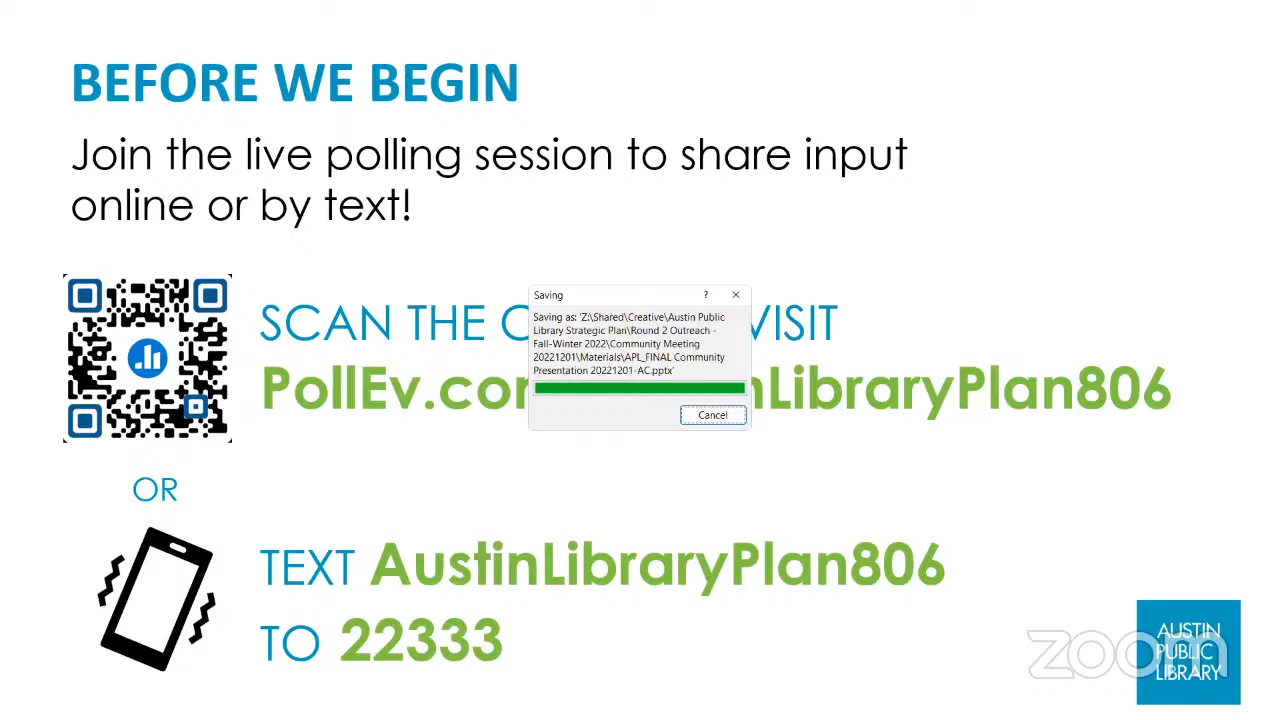 BEFORE WE BEGIN
Join the live polling session to share input
online or by text!
SCAN THE C VISIT
PollEv.co nLibraryPlan806
Saving
?
Saving as: 'Z:\Shared\Creative\Austin Public
Library Strategic Plan\Round 2 Outreach -
Fall-Winter 2022\Community Meeting
20221201\Materials\APL_FINAL Community
Presentation 20221201-AC.pptx'
Cancel
OR
TEXT AustinLibraryPlan806
TO 22333
zoom
AUSTIN
PUBLIC
LIBRARY